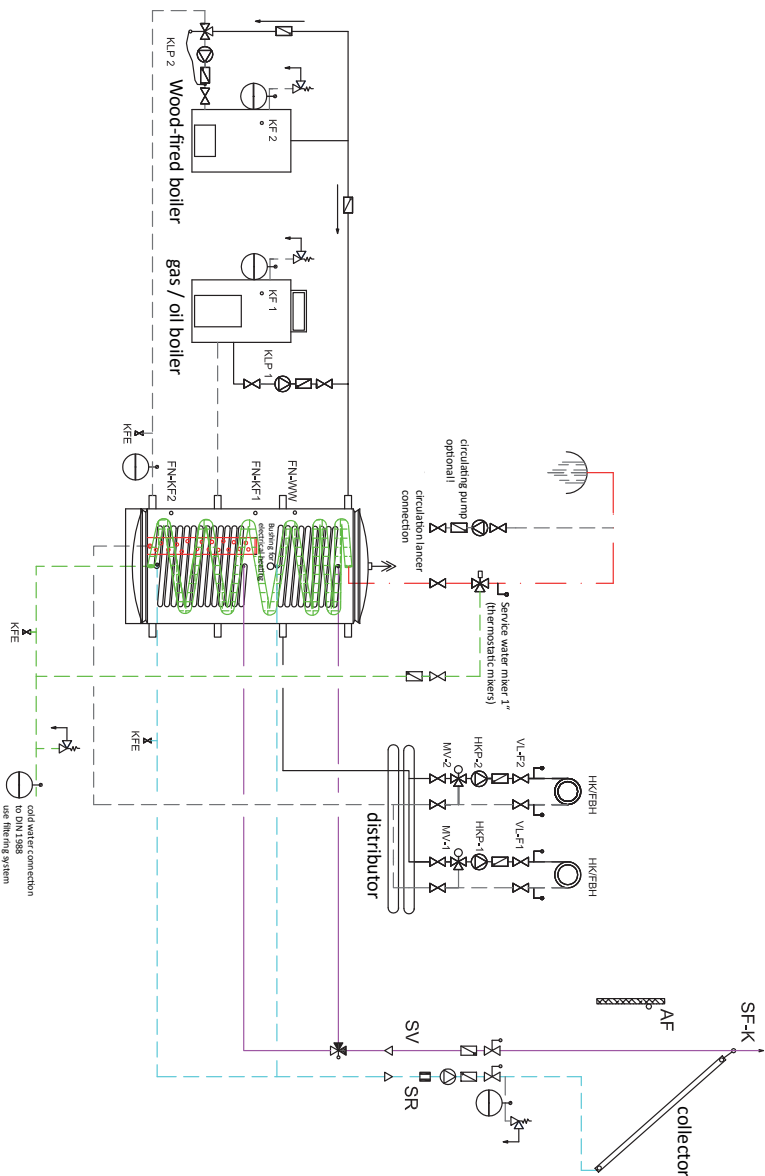 KLP 2
Wood-fired boiler
KF 2
gas / oil boiler
KF 1
KLP 1
KFE
FN-KF2
FN-KF1
FN-WW
Bushing for
electrical heating
circulating pump
optional!!
circulation lancer
connection
Service water mixer 1"
(thermostatic mixers)
KFE
KFE
cold water connection
to DIN 1988
use filtering system
MV-2
HKP-2
VL-F2
HK/FBH
MV-1
HKP-1
VL-F1
HK/FBH
distributor
AF
SF-K
SV
SR
collector